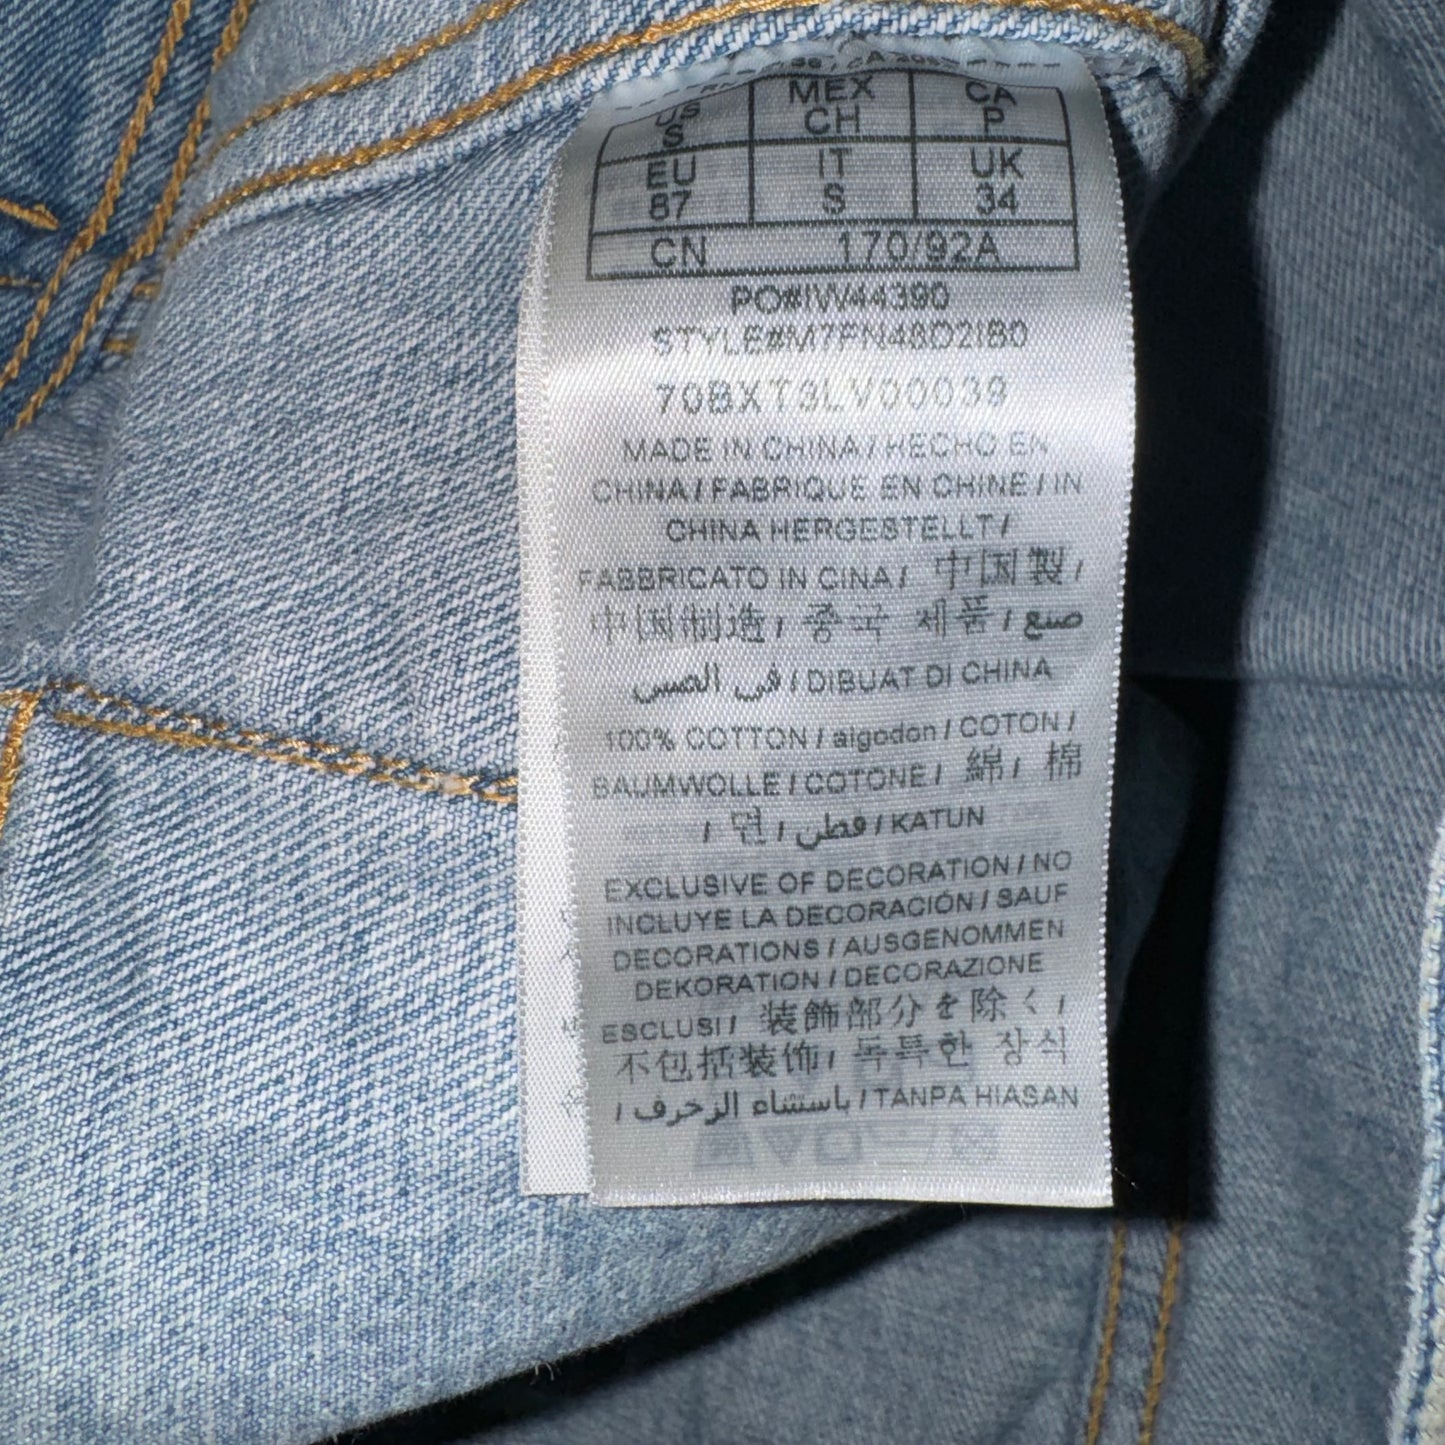 US MEX CA
S CH P
EU IT UK
87 S 34
CN 170/92A
PO#IW44390
STYLE#M7FN48D2IB0
70BXT3LV00039
MADE IN CHINA / HECHO EN
CHINA / FABRIQUE EN CHINE / IN
CHINA HERGESTELLT /
FABBRICATO IN CINA / 中国製 /
中国制造 / 중국 제품 / صنع
في الصين / DIBUAT DI CHINA
100% COTTON / algodon / COTON /
BAUMWOLLE / COTONE / 綿 / 棉
/ 면 / قطن / KATUN
EXCLUSIVE OF DECORATION / NO
INCLUYE LA DECORACIÓN / SAUF
DECORATIONS / AUSGENOMMEN
DEKORATION / DECORAZIONE
ESCLUSI / 装飾部分を除く /
不包括装饰 / 독특한 장식
/ باستثناء الزخرف / TANPA HIASAN